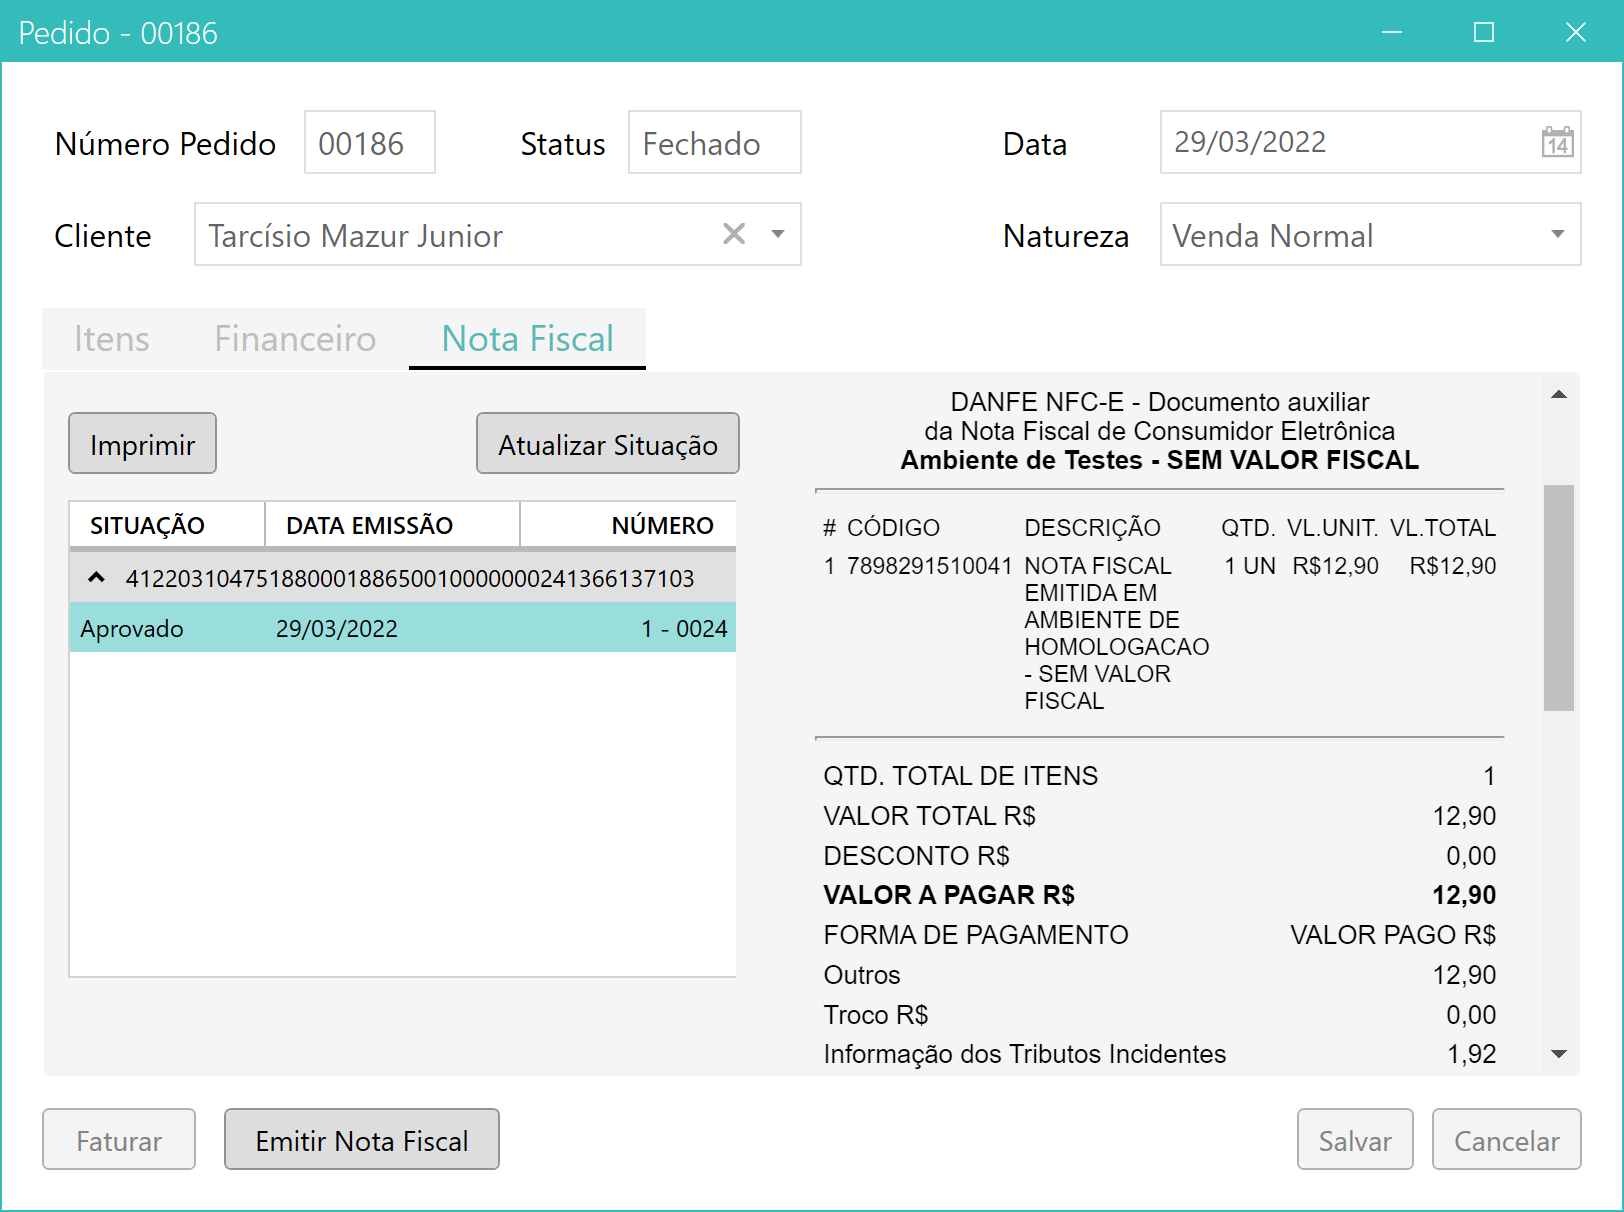 Pedido - 00186
Número Pedido 00186 Status Fechado Data 29/03/2022 14
Cliente Tarcísio Mazur Junior Natureza Venda Normal
Itens Financeiro Nota Fiscal
Imprimir Atualizar Situação
SITUAÇÃO DATA EMISSÃO NÚMERO
41220310475188000188650010000000241366137103
Aprovado 29/03/2022 1 - 0024
DANFE NFC-E - Documento auxiliar
da Nota Fiscal de Consumidor Eletrônica
Ambiente de Testes - SEM VALOR FISCAL
# CÓDIGO DESCRIÇÃO QTD. VL.UNIT. VL.TOTAL
1 7898291510041 NOTA FISCAL 1 UN R$12,90 R$12,90
EMITIDA EM
AMBIENTE DE
HOMOLOGACAO
- SEM VALOR
FISCAL
QTD. TOTAL DE ITENS 1
VALOR TOTAL R$ 12,90
DESCONTO R$ 0,00
VALOR A PAGAR R$ 12,90
FORMA DE PAGAMENTO VALOR PAGO R$
Outros 12,90
Troco R$ 0,00
Informação dos Tributos Incidentes 1,92
Faturar Emitir Nota Fiscal Salvar Cancelar